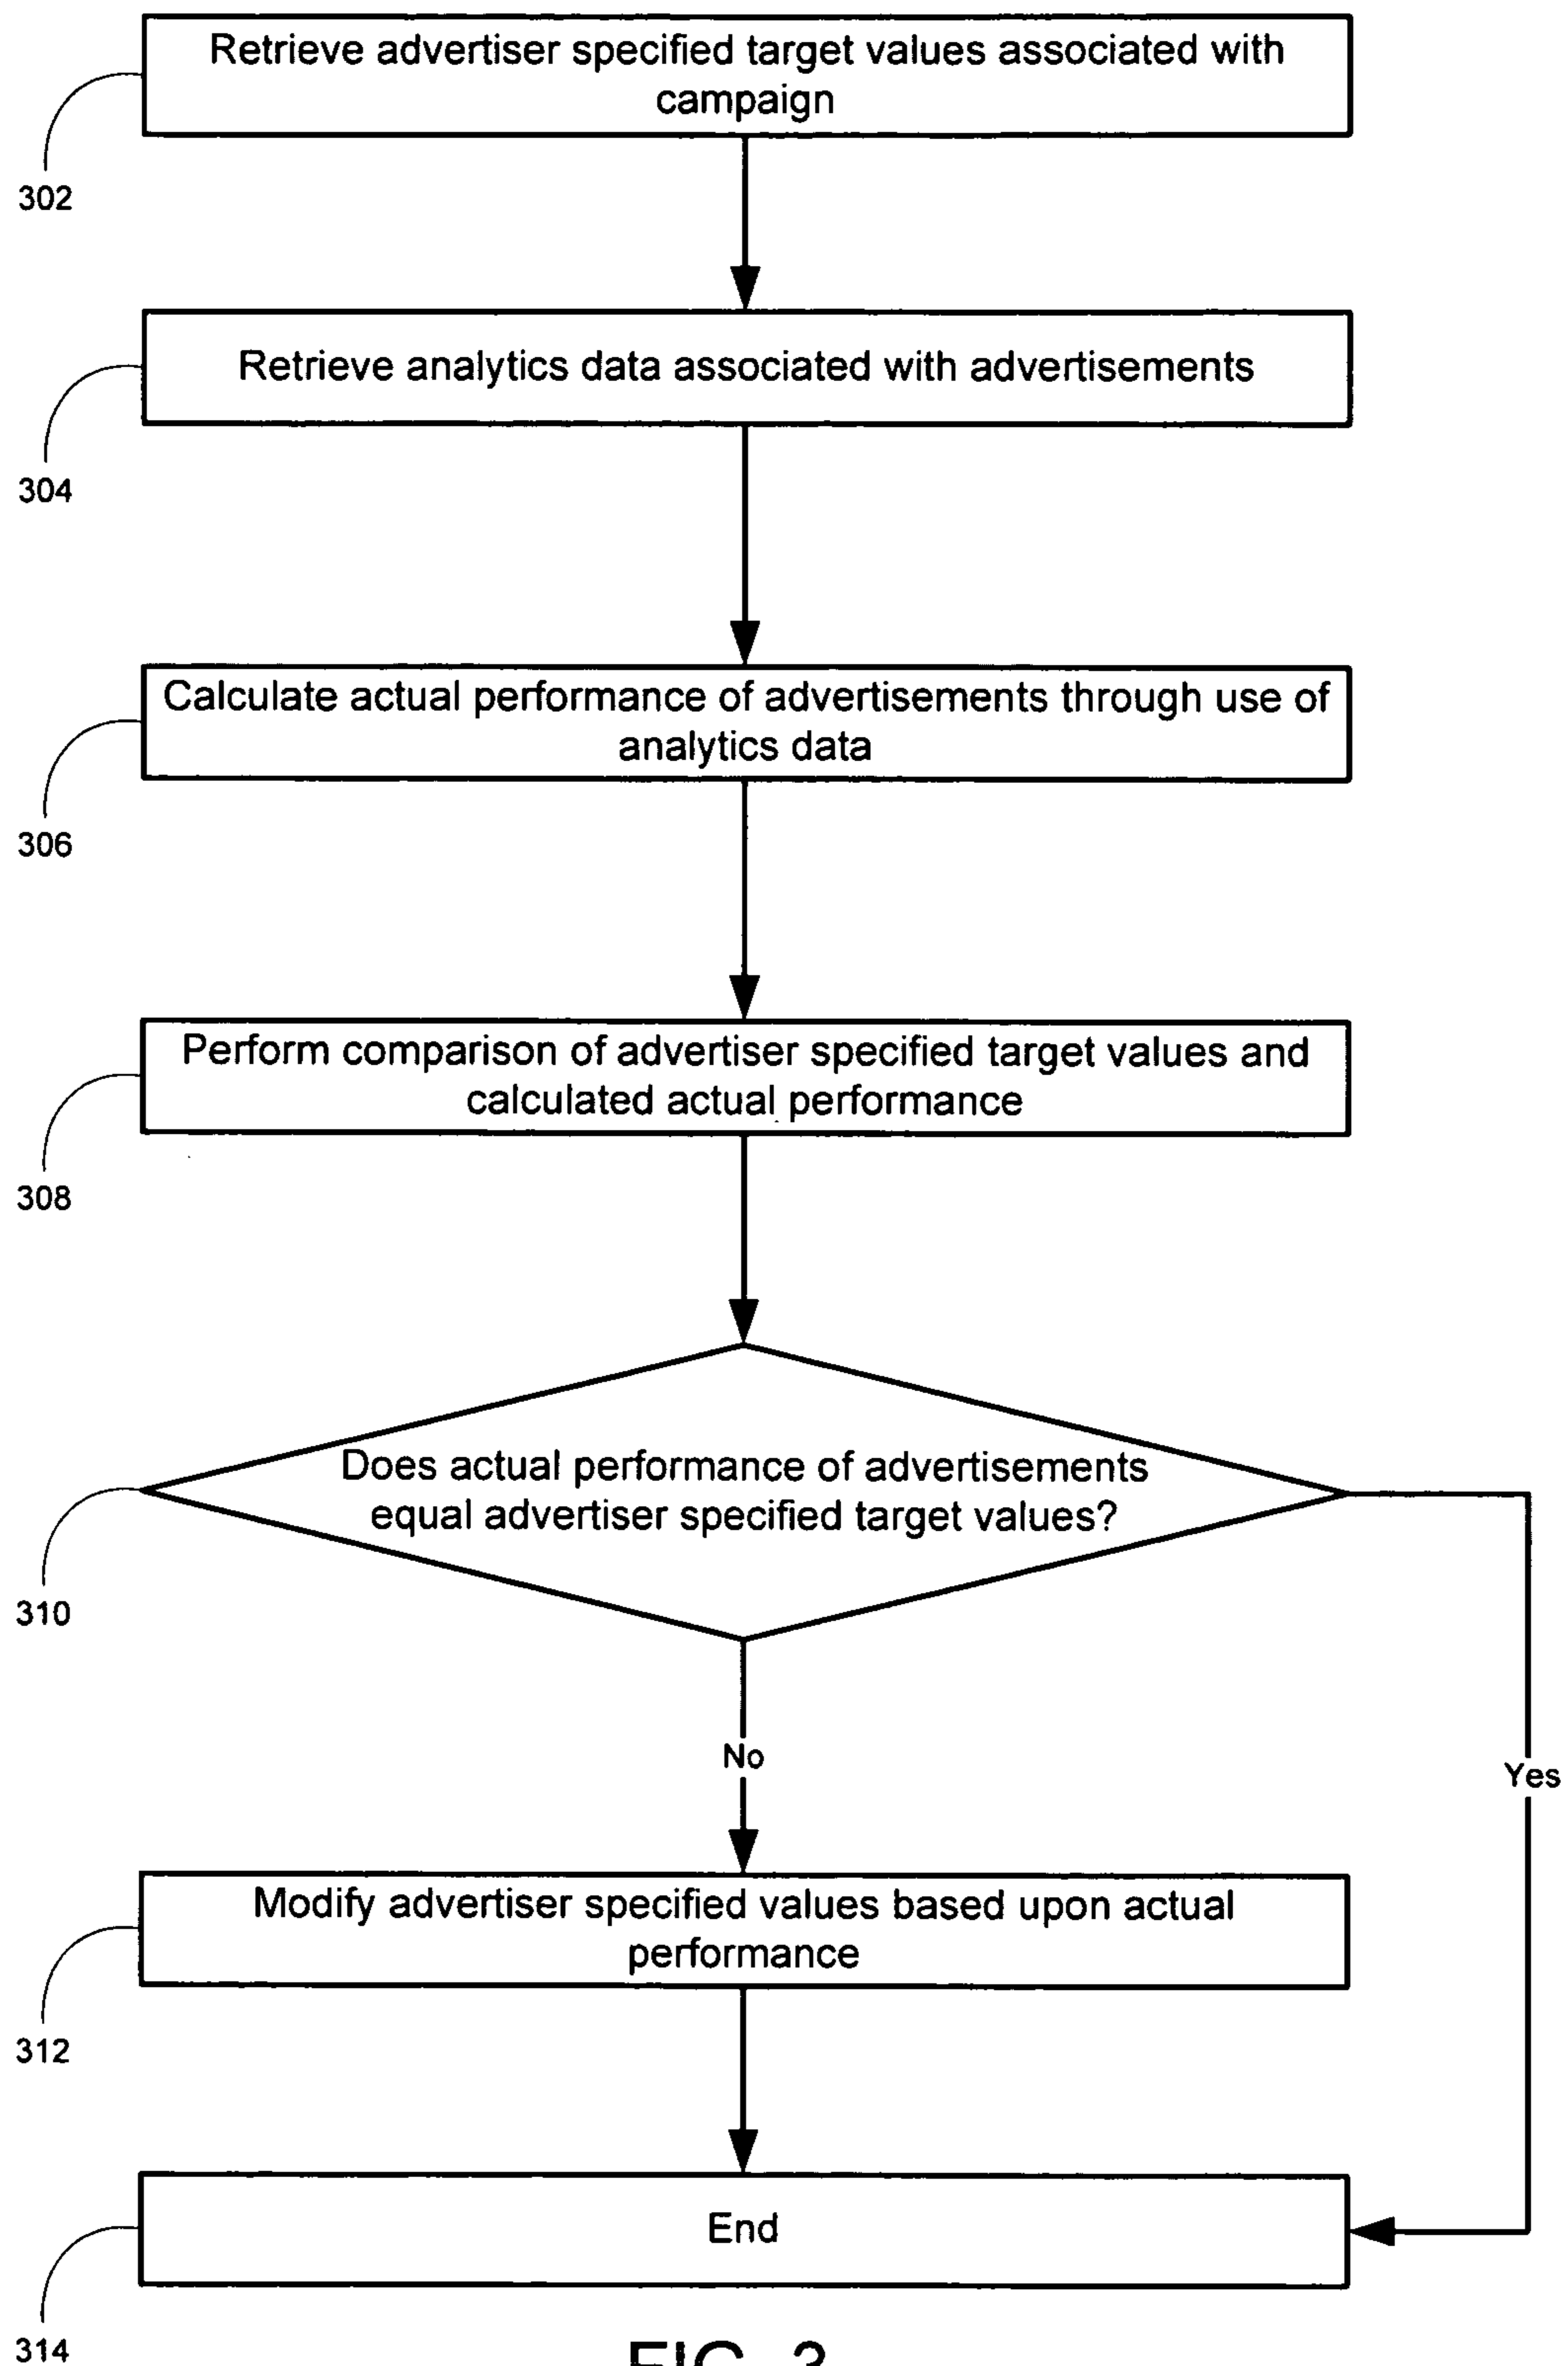 Retrieve advertiser specified target values associated with
campaign
302
Retrieve analytics data associated with advertisements
304
Calculate actual performance of advertisements through use of
analytics data
306
Perform comparison of advertiser specified target values and
calculated actual performance
308
Does actual performance of advertisements
equal advertiser specified target values?
310
No
Yes
Modify advertiser specified values based upon actual
performance
312
End
314
FIG. 3